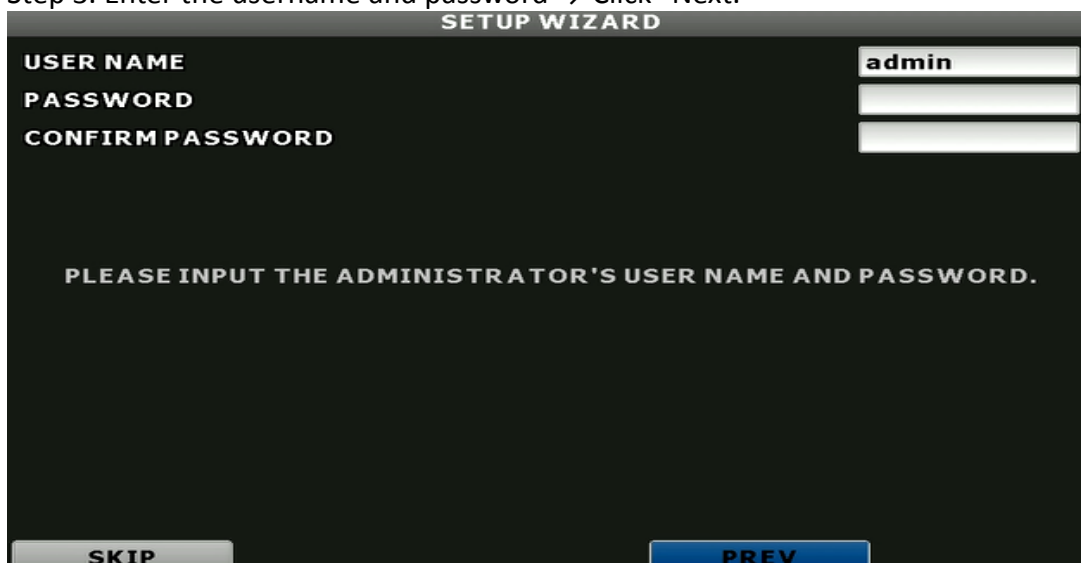 Step 3: Enter the username and password → Click "Next.
SETUP WIZARD
USER NAME admin
PASSWORD
CONFIRM PASSWORD
PLEASE INPUT THE ADMINISTRATOR'S USER NAME AND PASSWORD.
SKIP PREV